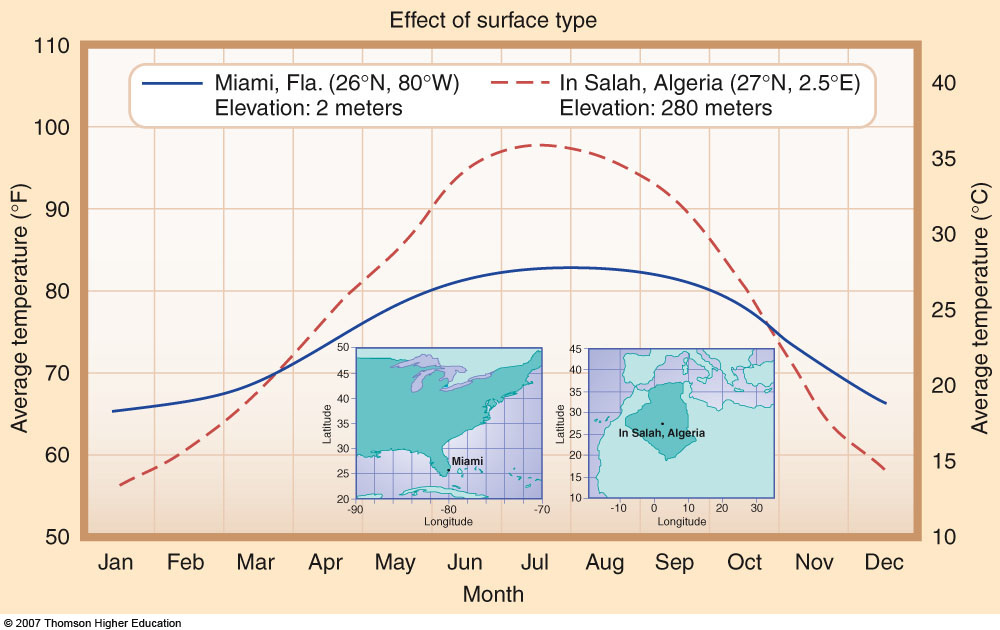 Effect of surface type
Miami, Fla. (26°N, 80°W)
Elevation: 2 meters
In Salah, Algeria (27°N, 2.5°E)
Elevation: 280 meters
Average temperature (°F)
110
100
90
80
70
60
50
Average temperature (°C)
40
35
30
25
20
15
10
Latitude
50
45
40
35
30
25
20
Miami
-90 -80 -70
Longitude
Latitude
45
40
35
30
25
20
15
10
In Salah, Algeria
-10 0 10 20 30
Longitude
Jan Feb Mar Apr May Jun Jul Aug Sep Oct Nov Dec
Month
© 2007 Thomson Higher Education